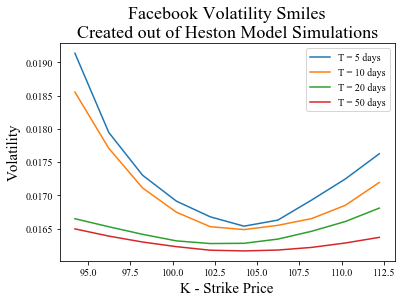 Facebook Volatility Smiles
Created out of Heston Model Simulations
T = 5 days
T = 10 days
T = 20 days
T = 50 days
Volatility
0.0190
0.0185
0.0180
0.0175
0.0170
0.0165
95.0 97.5 100.0 102.5 105.0 107.5 110.0 112.5
K - Strike Price